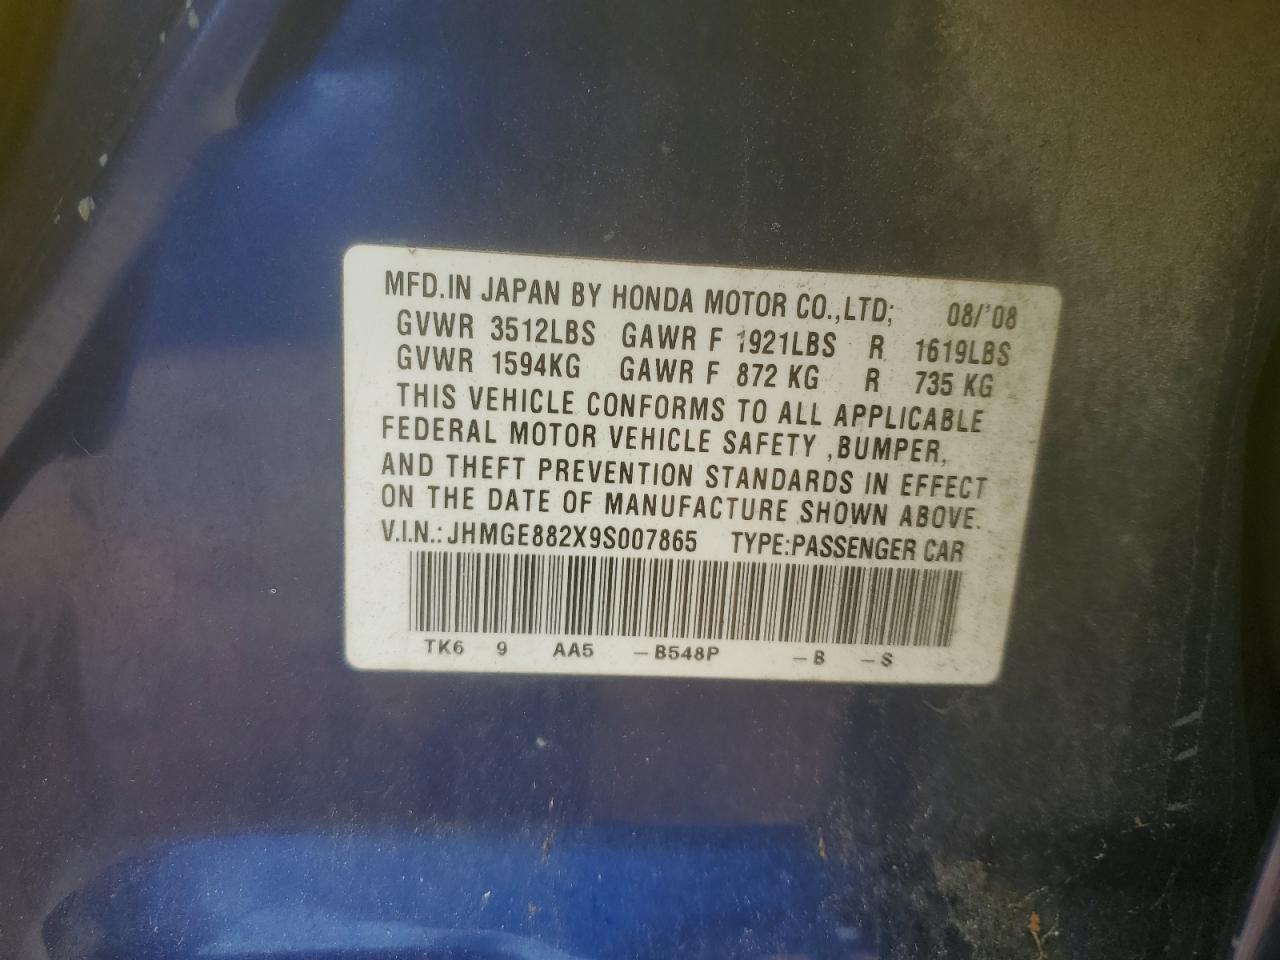 MFD.IN JAPAN BY HONDA MOTOR CO.,LTD; 08/'08
GVWR 3512LBS GAWR F 1921LBS R 1619LBS
GVWR 1594KG GAWR F 872 KG R 735 KG
THIS VEHICLE CONFORMS TO ALL APPLICABLE
FEDERAL MOTOR VEHICLE SAFETY ,BUMPER,
AND THEFT PREVENTION STANDARDS IN EFFECT
ON THE DATE OF MANUFACTURE SHOWN ABOVE.
V.I.N.: JHMGE882X9S007865 TYPE:PASSENGER CAR
TK6 9 AA5 –B548P –B –S